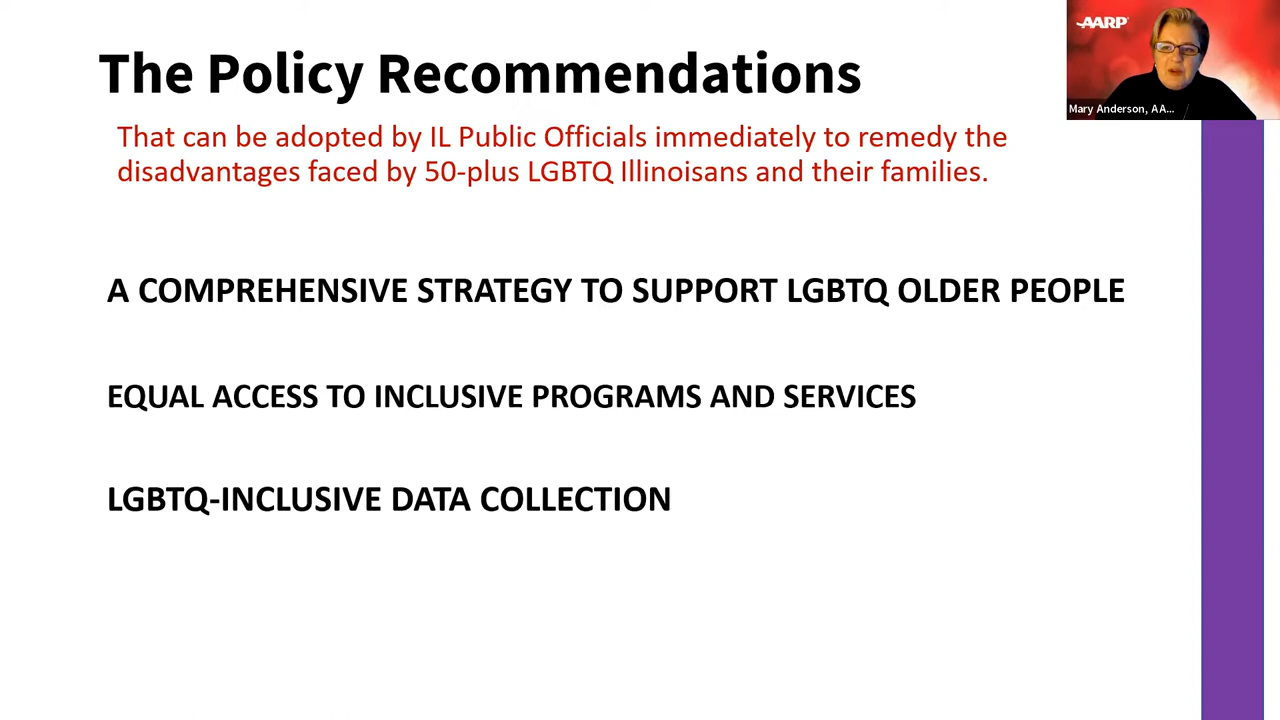 The Policy Recommendations
That can be adopted by IL Public Officials immediately to remedy the
disadvantages faced by 50-plus LGBTQ Illinoisans and their families.
A COMPREHENSIVE STRATEGY TO SUPPORT LGBTQ OLDER PEOPLE
EQUAL ACCESS TO INCLUSIVE PROGRAMS AND SERVICES
LGBTQ-INCLUSIVE DATA COLLECTION
AARP
Mary Anderson, AA...